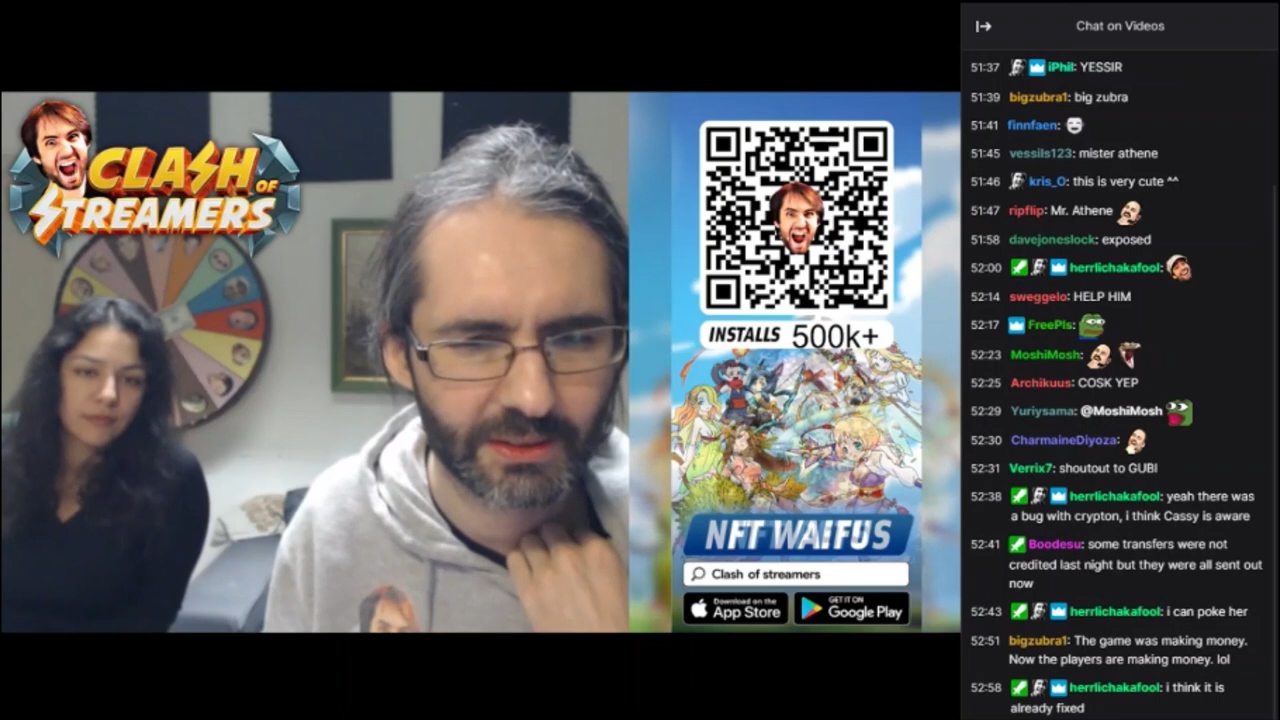 Chat on Videos
CLASH
OF
STREAMERS
INSTALLS 500k+
NFT WAIFUS
Clash of streamers
Download on the
App Store
GET IT ON
Google Play
51:37 iPhil: YESSIR
51:39 bigzubra1: big zubra
51:41 finnfaen:
51:45 vessils123: mister athene
51:46 kris_O: this is very cute ^^
51:47 ripflip: Mr. Athene
51:58 davejoneslock: exposed
52:00 herrlichakafool:
52:14 sweggelo: HELP HIM
52:17 FreePls:
52:23 MoshiMosh:
52:25 Archikuus: COSK YEP
52:29 Yuriysama: @MoshiMosh
52:30 CharmaineDiyoza:
52:31 Verrix7: shoutout to GUBI
52:38 herrlichakafool: yeah there was
a bug with crypton, i think Cassy is aware
52:41 Boodesu: some transfers were not
credited last night but they were all sent out
now
52:43 herrlichakafool: i can poke her
52:51 bigzubra1: The game was making money.
Now the players are making money. lol
52:58 herrlichakafool: i think it is
already fixed